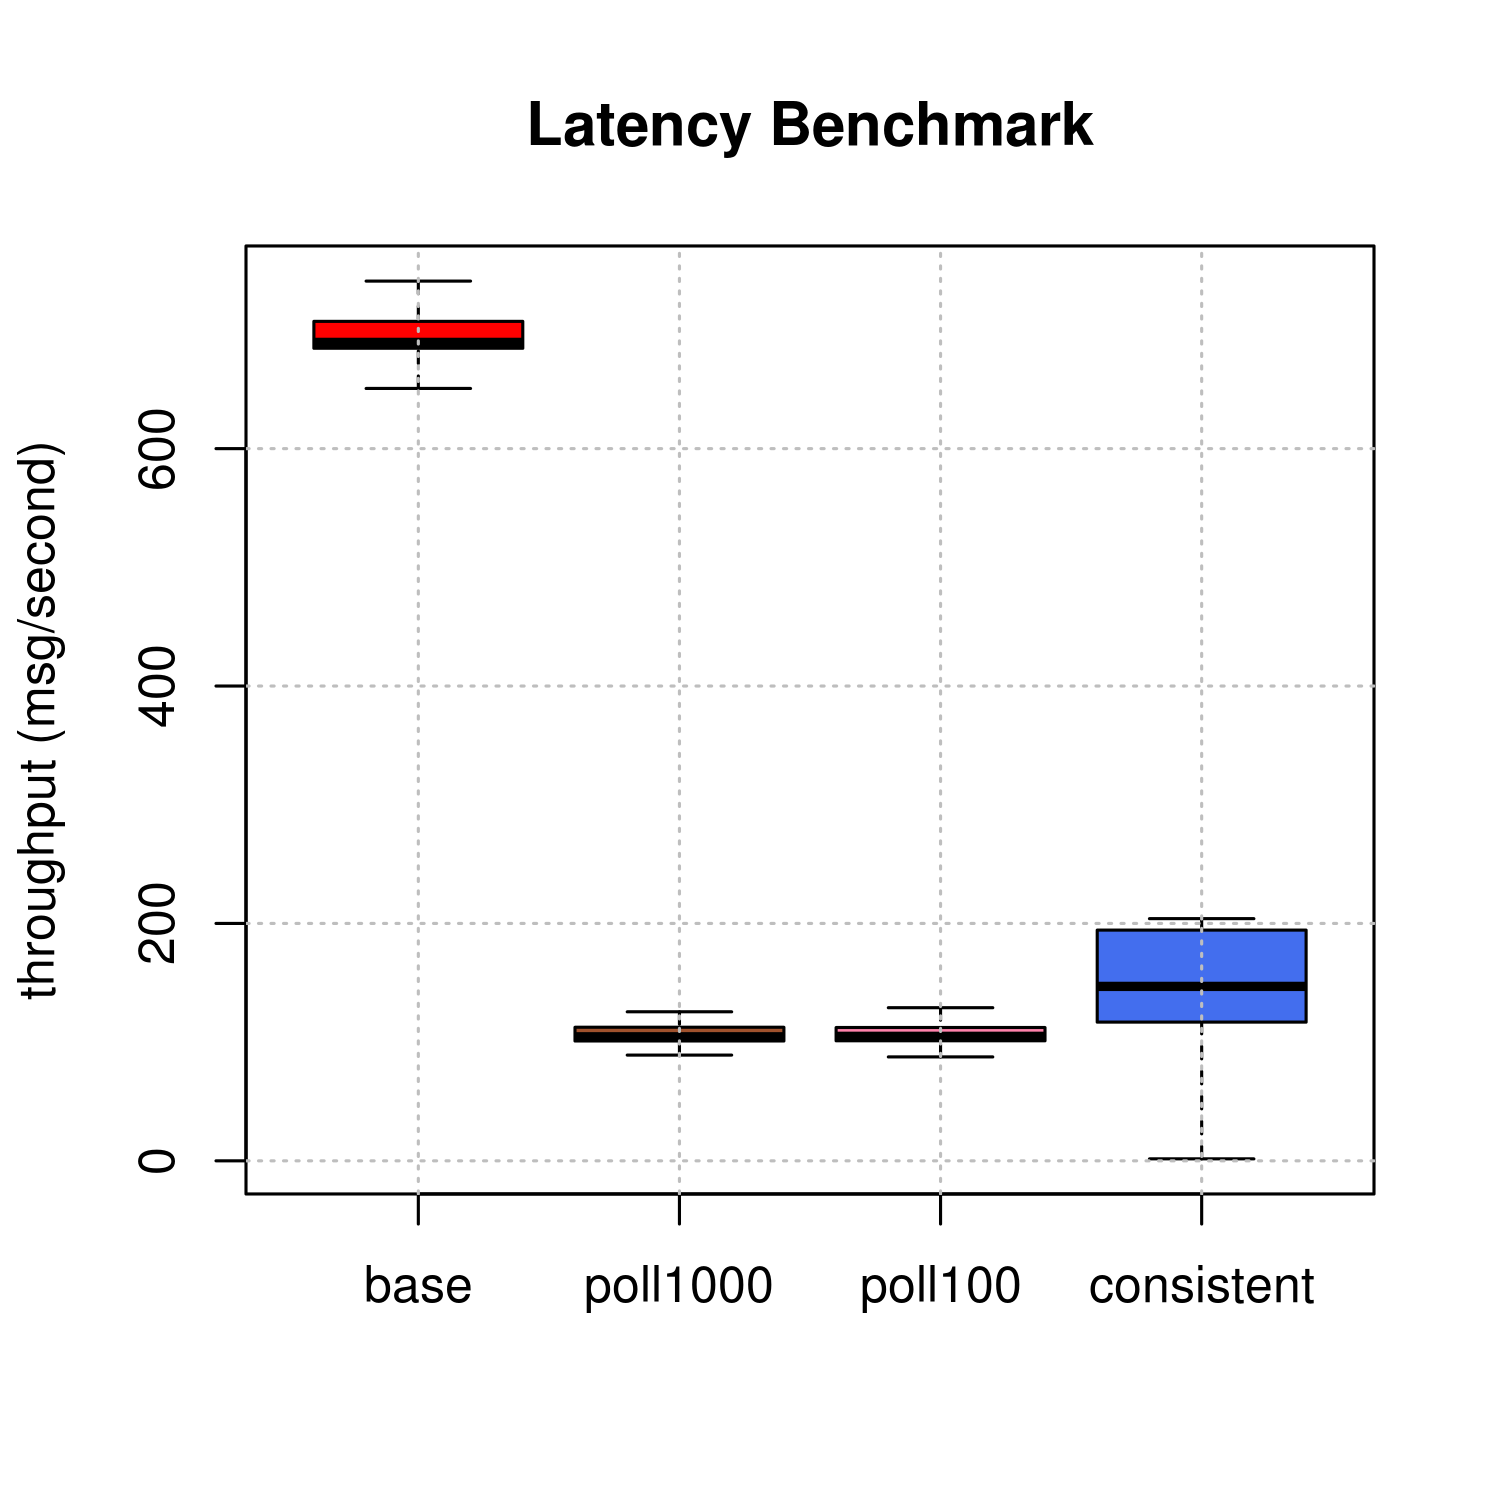 Latency Benchmark
throughput (msg/second)
600
400
200
0
base poll1000 poll100 consistent